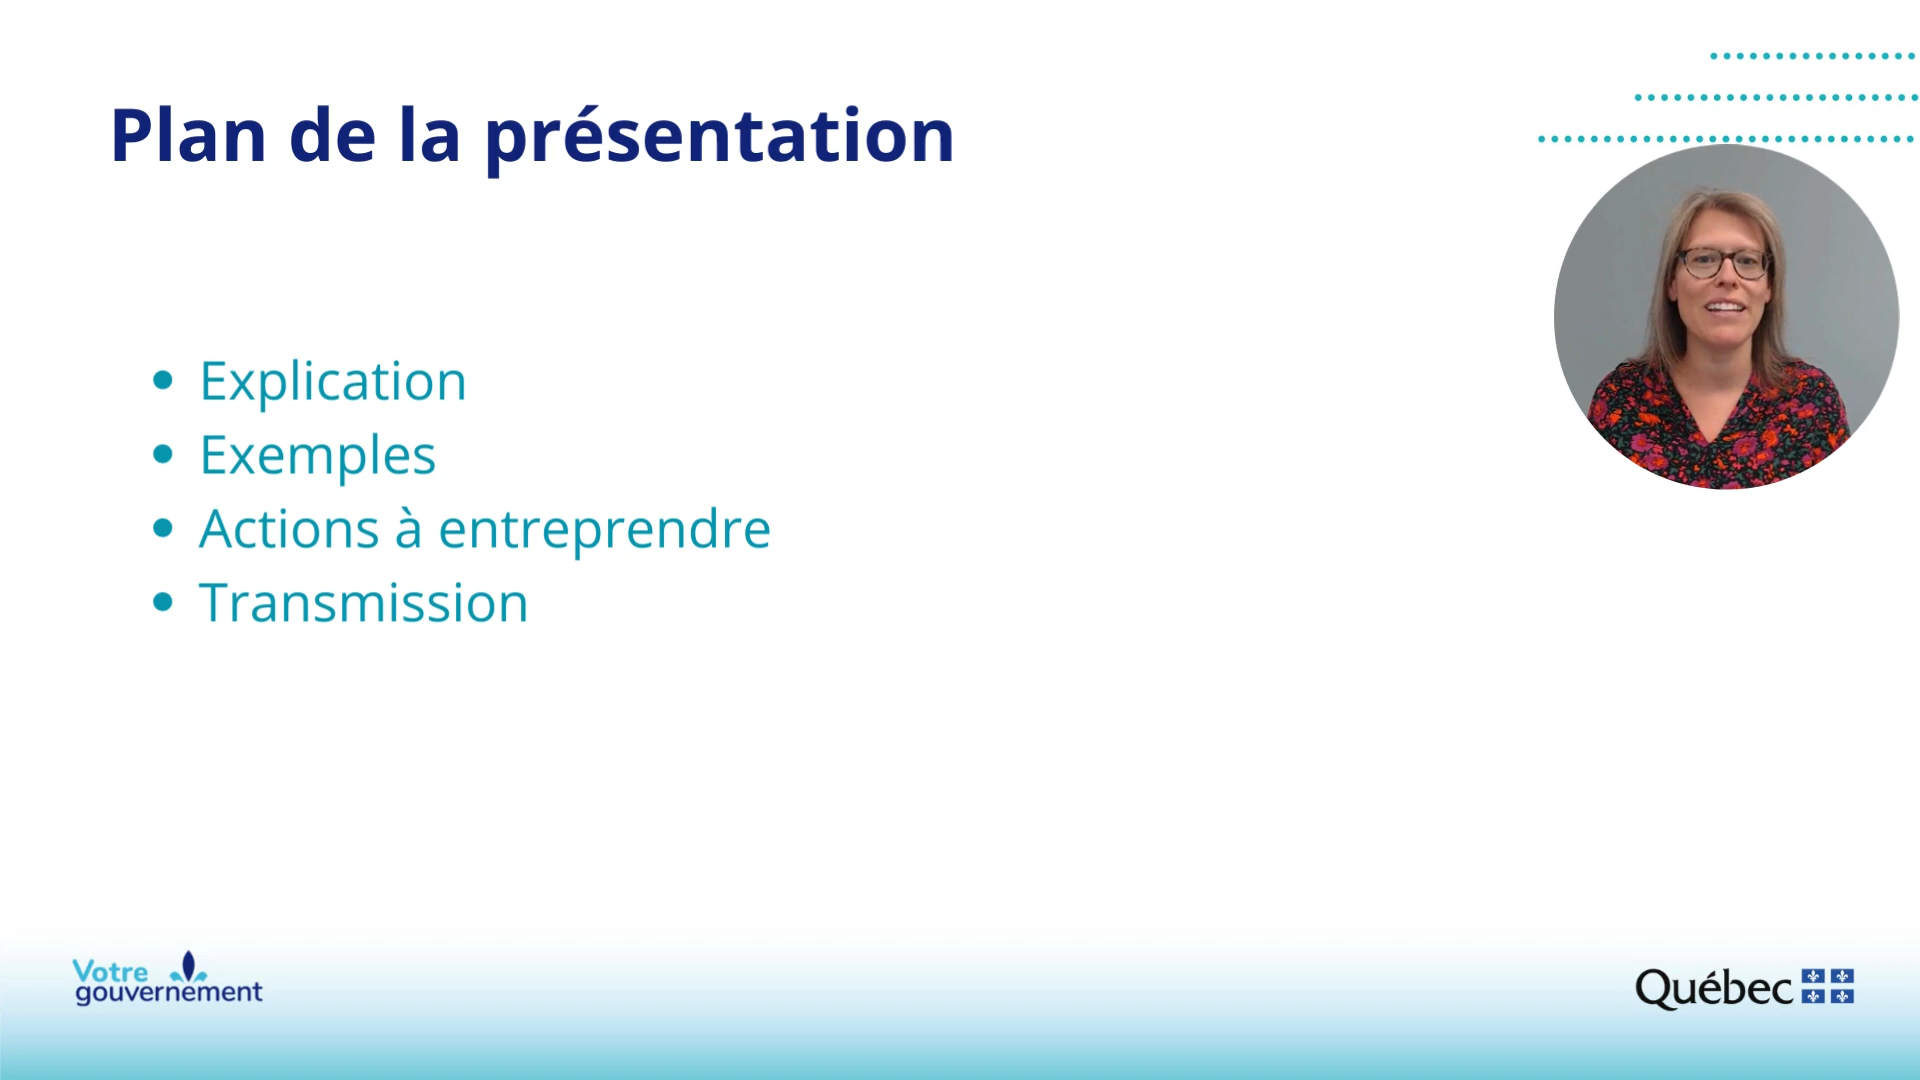 Plan de la présentation
Explication
Exemples
Actions à entreprendre
Transmission
Votre
gouvernement
Québec